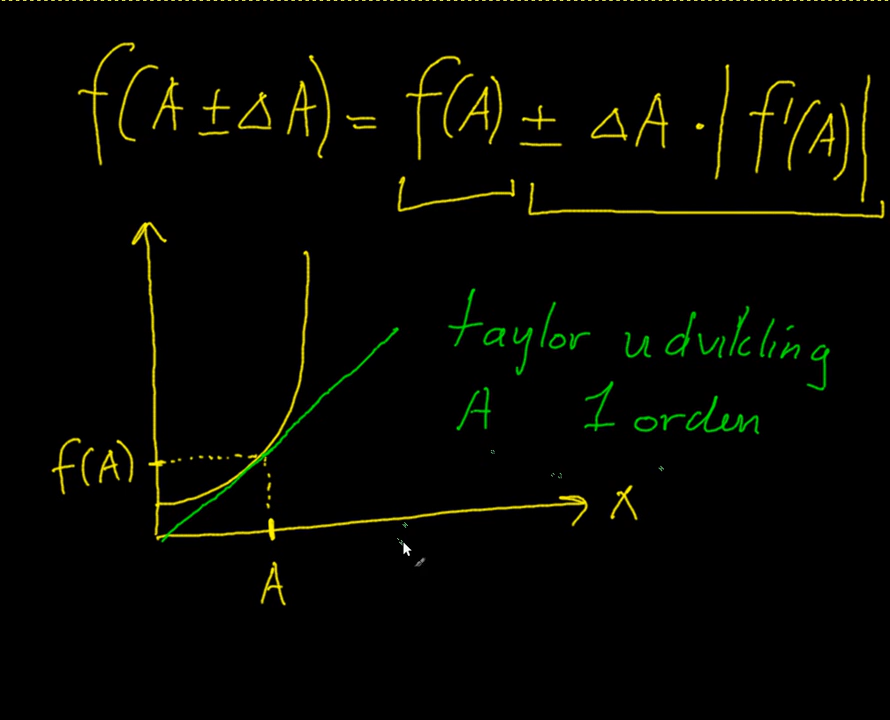 f(A ± ΔA) = f(A) ± ΔA · |f'(A)|
taylor udvikling
A 1 orden
f(A)
X
A